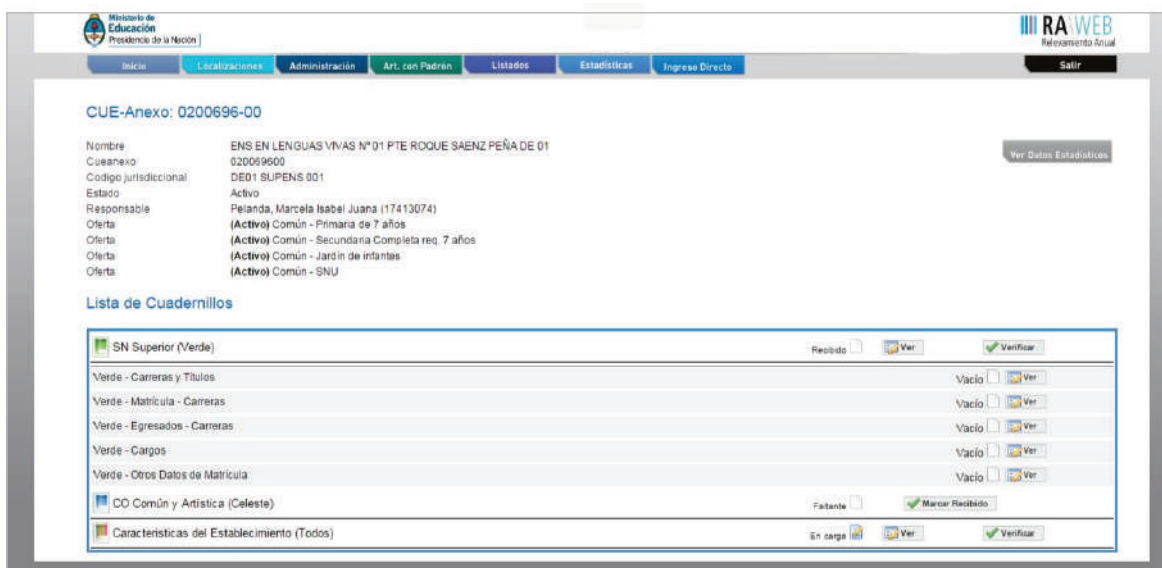 Ministerio de
Educación
Presidencia de la Nación
RA\WEB
Relevamiento Anual
Inicio Localizaciones Administración Art. con Padrón Listados Estadísticas Ingreso Directo Salir
CUE-Anexo: 0200696-00
Nombre ENS EN LENGUAS VIVAS Nº 01 PTE ROQUE SAENZ PEÑA DE 01
Cueanexo 020069600
Codigo jurisdiccional DE01 SUPENS 001
Estado Activo
Responsable Pelanda, Marcela Isabel Juana (17413074)
Oferta (Activo) Común - Primaria de 7 años
Oferta (Activo) Común - Secundaria Completa req. 7 años
Oferta (Activo) Común - Jardín de infantes
Oferta (Activo) Común - SNU
Ver Datos Estadísticos
Lista de Cuadernillos
SN Superior (Verde) Recibido Ver Verificar
Verde - Carreras y Títulos Vacío Ver
Verde - Matrícula - Carreras Vacío Ver
Verde - Egresados - Carreras Vacío Ver
Verde - Cargos Vacío Ver
Verde - Otros Datos de Matrícula Vacío Ver
CO Común y Artística (Celeste) Faltante Marcar Recibido
Características del Establecimiento (Todos) En carga Ver Verificar